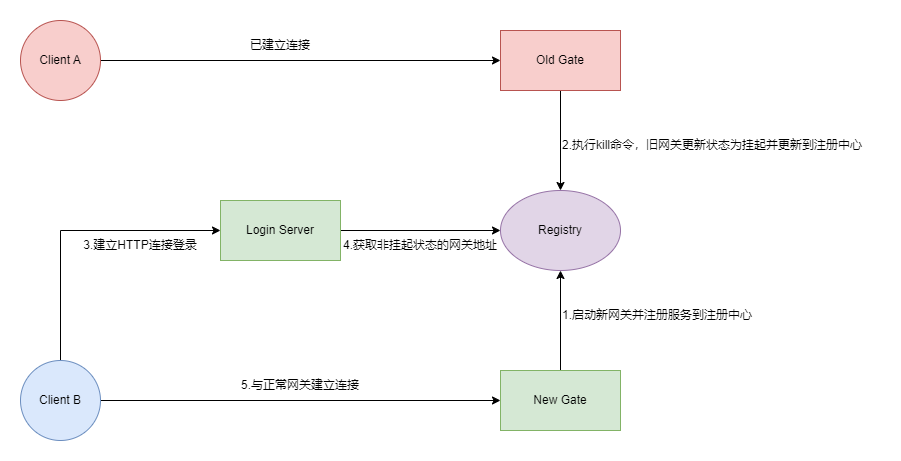 已建立连接
Client A
Old Gate
2.执行kill命令，旧网关更新状态为挂起并更新到注册中心
Login Server
Registry
3.建立HTTP连接登录
4.获取非挂起状态的网关地址
1.启动新网关并注册服务到注册中心
5.与正常网关建立连接
Client B
New Gate